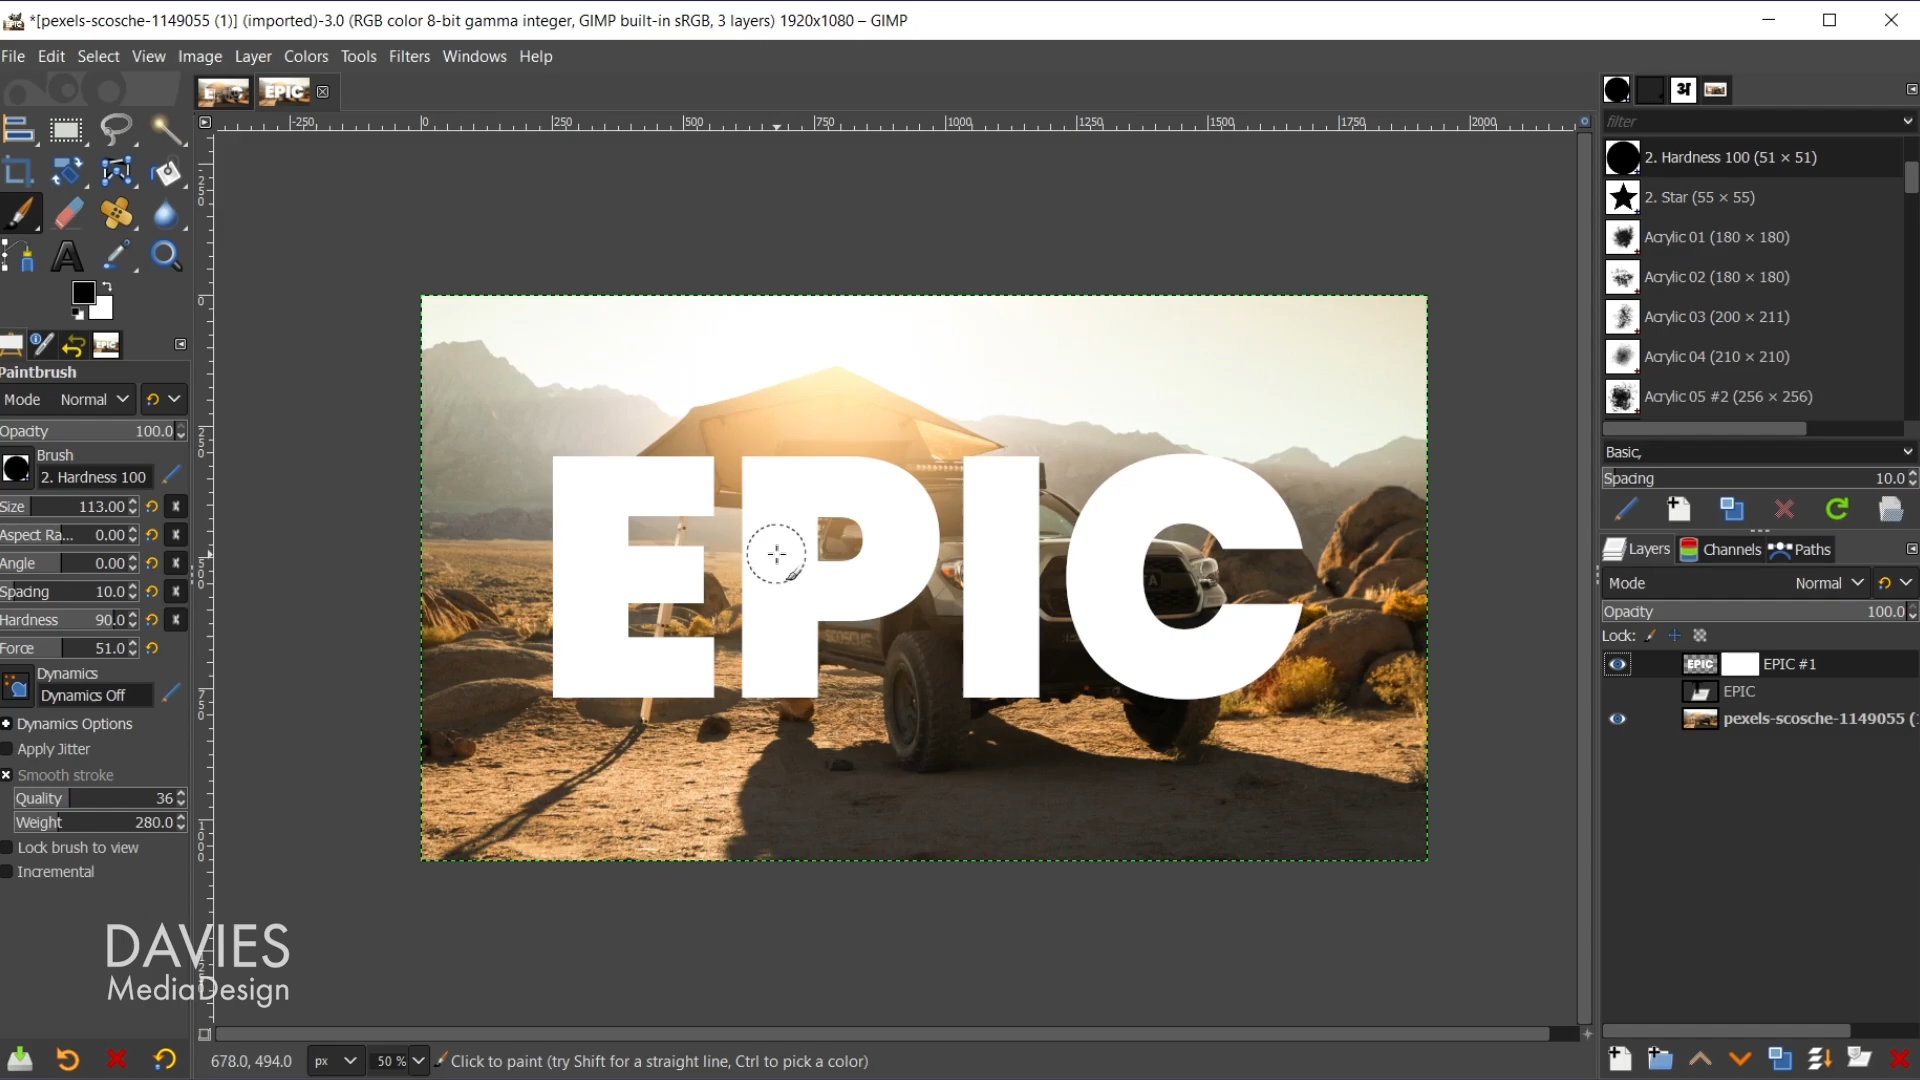 *[pexels-scosche-1149055 (1)] (imported)-3.0 (RGB color 8-bit gamma integer, GIMP built-in sRGB, 3 layers) 1920x1080 – GIMP
File Edit Select View Image Layer Colors Tools Filters Windows Help
-250 0 250 500 750 1000 1250 1500 1750 2000
EPIC
EPIC
Paintbrush
Mode Normal
Opacity 100.0
Brush
2. Hardness 100
Size 113.00
Aspect Ra... 0.00
Angle 0.00
Spacing 10.0
Hardness 90.0
Force 51.0
Dynamics
Dynamics Off
Dynamics Options
Apply Jitter
Smooth stroke
Quality 36
Weight 280.0
Lock brush to view
Incremental
DAVIES
MediaDesign
0
250
500
750
1000
EPIC
678.0, 494.0 px 50 % Click to paint (try Shift for a straight line, Ctrl to pick a color)
अ
filter
2. Hardness 100 (51 × 51)
2. Star (55 × 55)
Acrylic 01 (180 × 180)
Acrylic 02 (180 × 180)
Acrylic 03 (200 × 211)
Acrylic 04 (210 × 210)
Acrylic 05 #2 (256 × 256)
Basic,
Spacing 10.0
Layers Channels Paths
Mode Normal
Opacity 100.0
Lock:
EPIC EPIC #1
EPIC
pexels-scosche-1149055 (